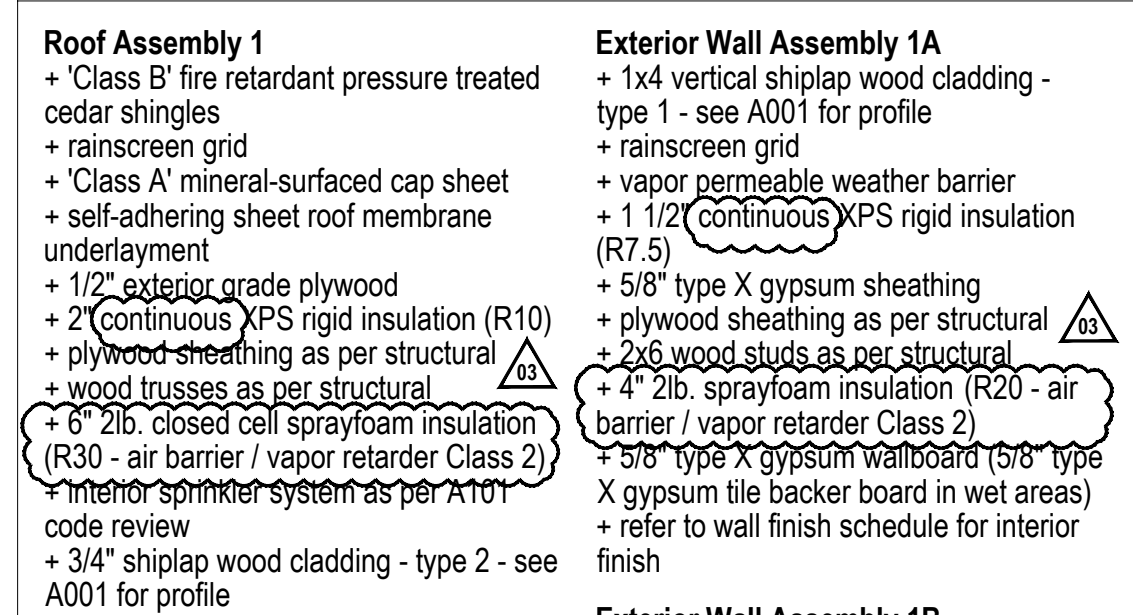 Roof Assembly 1
+ 'Class B' fire retardant pressure treated
cedar shingles
+ rainscreen grid
+ 'Class A' mineral-surfaced cap sheet
+ self-adhering sheet roof membrane
underlayment
+ 1/2" exterior grade plywood
+ 2" continuous XPS rigid insulation (R10)
+ plywood sheathing as per structural
+ wood trusses as per structural
03
+ 6" 2lb. closed cell sprayfoam insulation
(R30 - air barrier / vapor retarder Class 2)
+ interior sprinkler system as per A101
code review
+ 3/4" shiplap wood cladding - type 2 - see
A001 for profile
Exterior Wall Assembly 1A
+ 1x4 vertical shiplap wood cladding -
type 1 - see A001 for profile
+ rainscreen grid
+ vapor permeable weather barrier
+ 1 1/2" continuous XPS rigid insulation
(R7.5)
+ 5/8" type X gypsum sheathing
+ plywood sheathing as per structural
03
+ 2x6 wood studs as per structural
+ 4" 2lb. sprayfoam insulation (R20 - air
barrier / vapor retarder Class 2)
+ 5/8" type X gypsum wallboard (5/8" type
X gypsum tile backer board in wet areas)
+ refer to wall finish schedule for interior
finish
Exterior Wall Assembly 1B